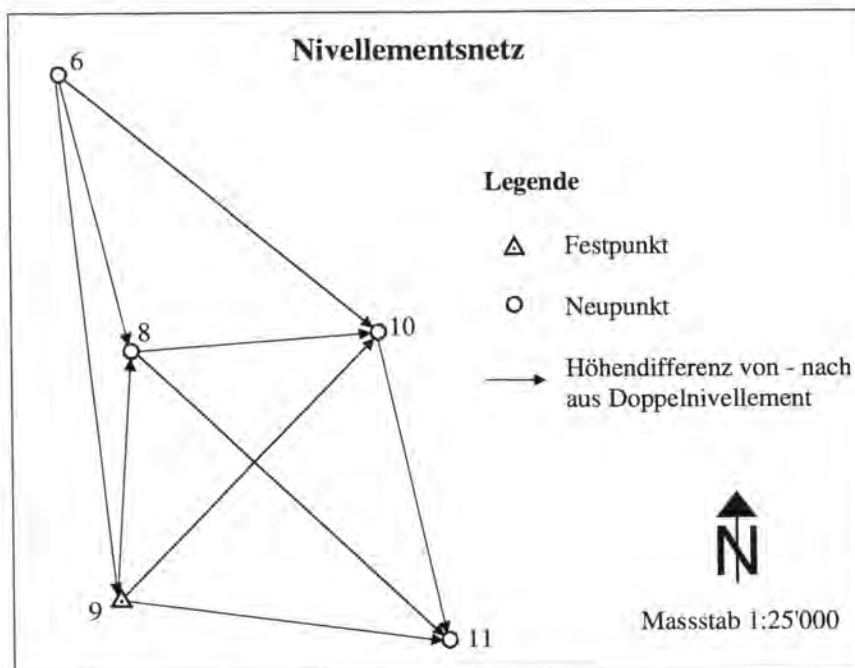 Nivellementsnetz
6
Legende
Festpunkt
Neupunkt
8
10
Höhendifferenz von - nach
aus Doppelnivellement
N
9
11
Massstab 1:25'000